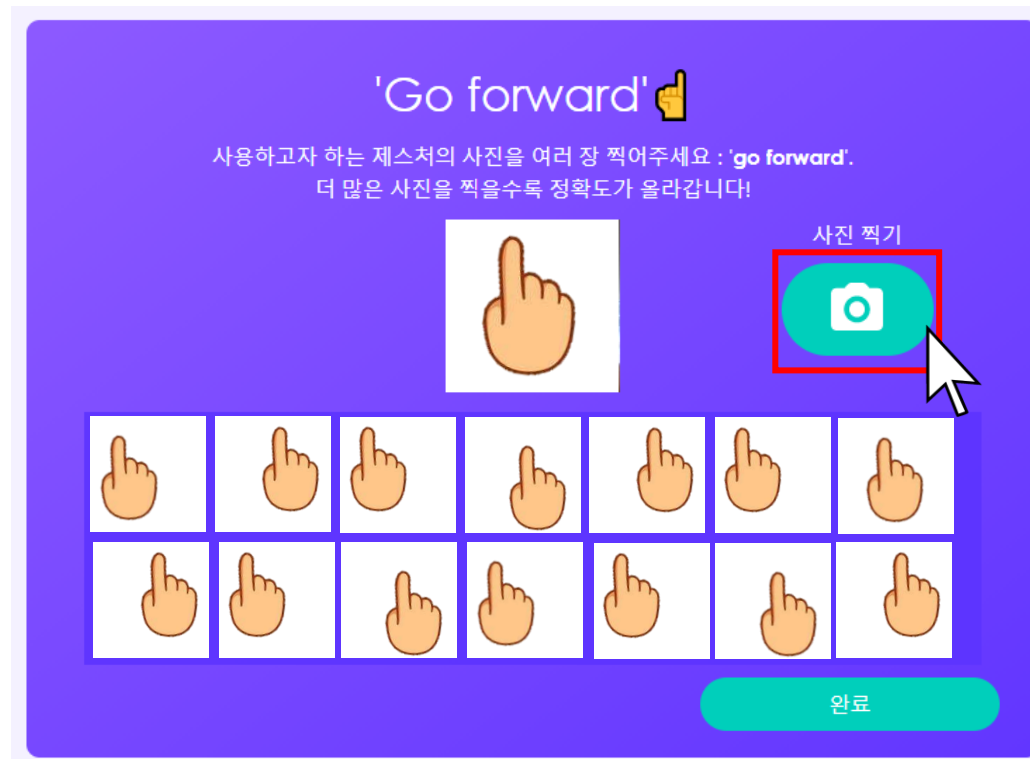 'Go forward'☝
사용하고자 하는 제스처의 사진을 여러 장 찍어주세요 : 'go forward'.
더 많은 사진을 찍을수록 정확도가 올라갑니다!
사진 찍기
완료